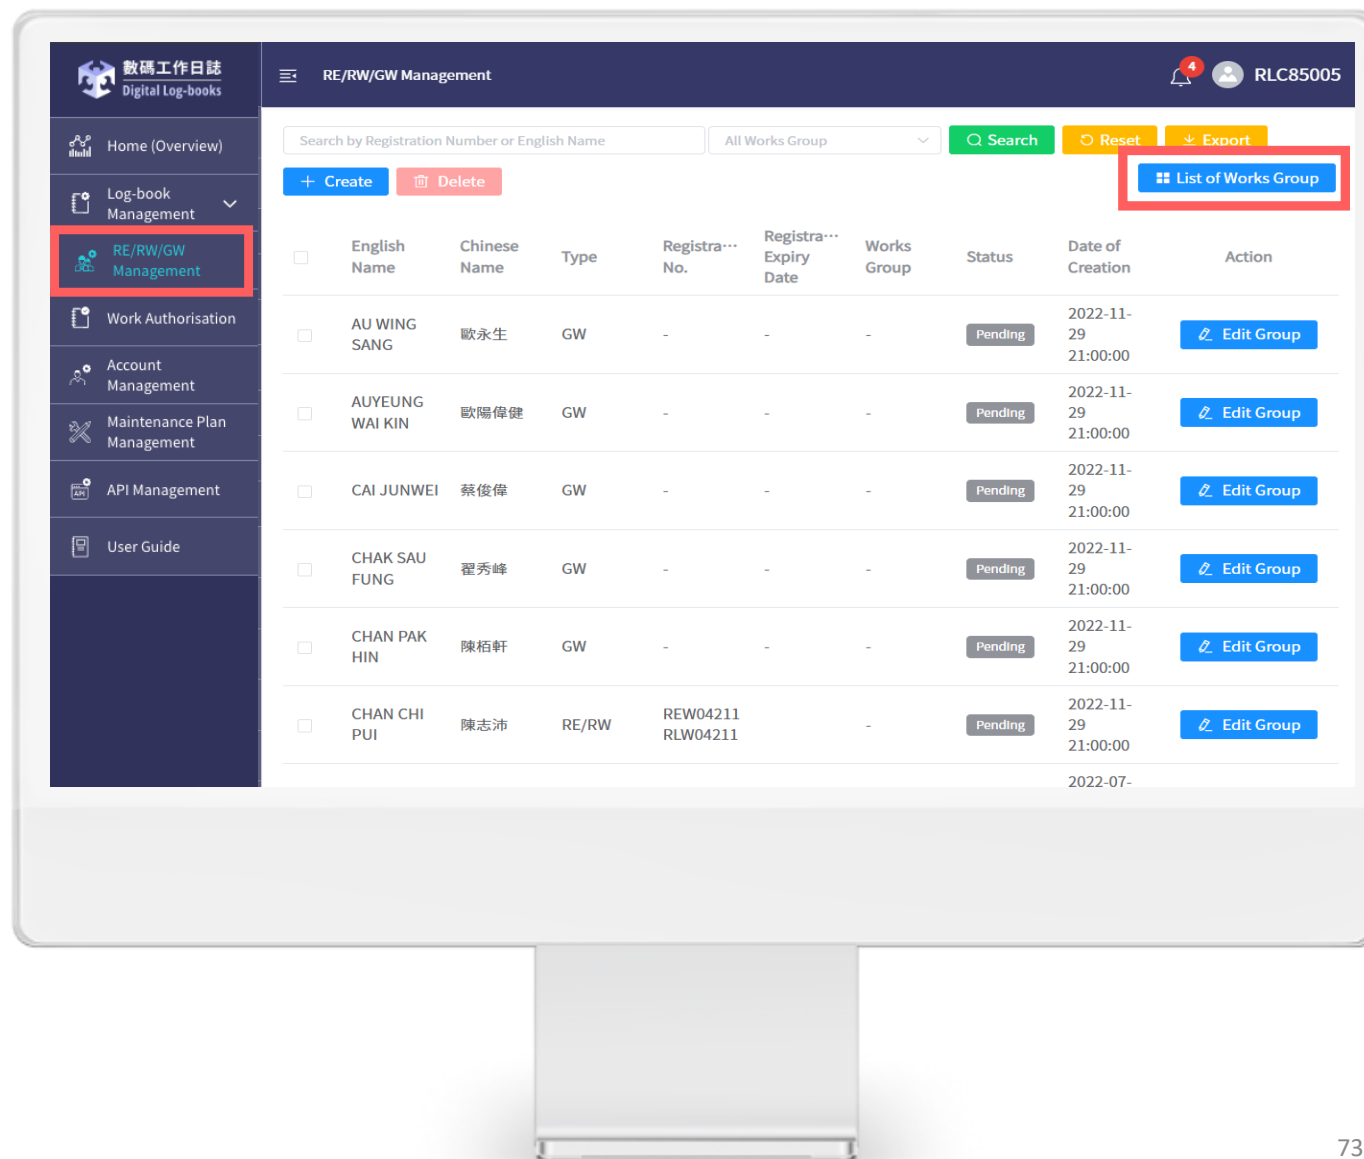 數碼工作日誌
Digital Log-books
RE/RW/GW Management
4
RLC85005
Home (Overview)
Log-book
Management
RE/RW/GW
Management
Work Authorisation
Account
Management
Maintenance Plan
Management
API
API Management
User Guide
Search by Registration Number or English Name
All Works Group
Search
Reset
Export
Create
Delete
List of Works Group
English
Name
Chinese
Name
Type
Registra···
No.
Registra···
Expiry
Date
Works
Group
Status
Date of
Creation
Action
AU WING
SANG
歐永生
GW
-
-
-
Pending
2022-11-
29
21:00:00
Edit Group
AUYEUNG
WAI KIN
歐陽偉健
GW
-
-
-
Pending
2022-11-
29
21:00:00
Edit Group
CAI JUNWEI
蔡俊偉
GW
-
-
-
Pending
2022-11-
29
21:00:00
Edit Group
CHAK SAU
FUNG
翟秀峰
GW
-
-
-
Pending
2022-11-
29
21:00:00
Edit Group
CHAN PAK
HIN
陳栢軒
GW
-
-
-
Pending
2022-11-
29
21:00:00
Edit Group
CHAN CHI
PUI
陳志沛
RE/RW
REW04211
RLW04211
-
Pending
2022-11-
29
21:00:00
Edit Group
2022-07-
73